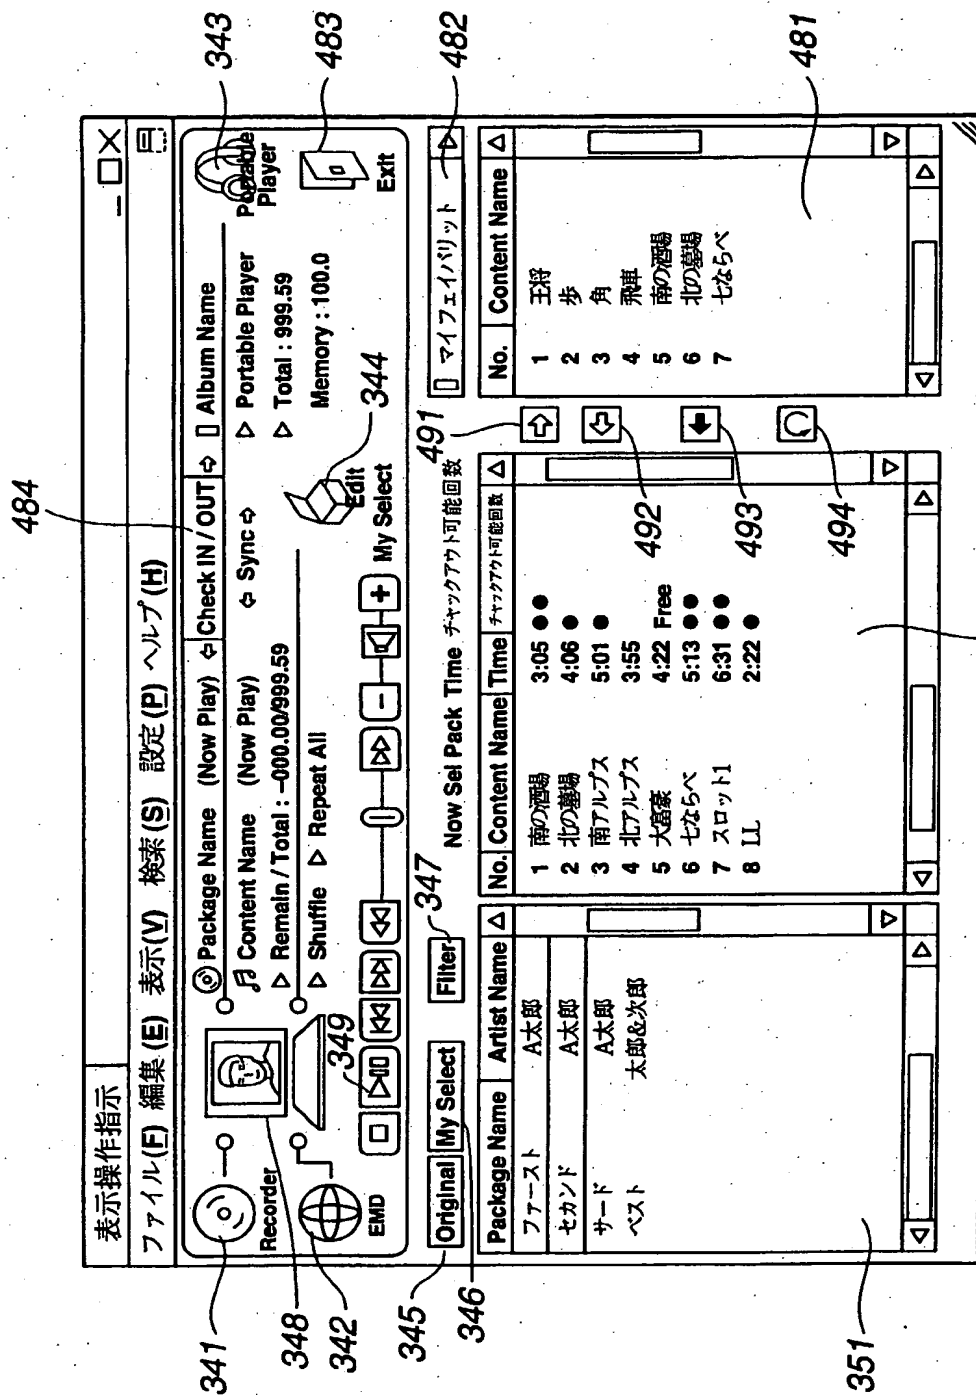 484
343
483
482
481
表示操作指示
ファイル(F) 編集(E) 表示(V) 検索(S) 設定(P) ヘルプ(H)
Package Name (Now Play)
Check IN / OUT
Album Name
Content Name (Now Play)
Sync
Portable Player
Remain / Total : -000.00/999.59
Total : 999.59
Shuffle
Repeat All
Memory : 100.0
Recorder
EMD
Portable Player
Exit
Edit
344
349
My Select
341
348
342
345
346
347
491
Original
My Select
Filter
Now Sel Pack Time チャックアウト可能回数
マイフェイバリット
Package Name Artist Name
ファースト A太郎
セカンド A太郎
サード A太郎
ベスト 太郎&次郎
No. Content Name Time チャックアウト可能回数
1 南の酒場 3:05 ●●
2 北の墓場 4:06 ●
3 南アルプス 5:01 ●
4 北アルプス 3:55
5 大富豪 4:22 Free
6 七ならべ 5:13 ●●
7 スロット1 6:31 ●●
8 LL 2:22 ●
492
493
494
No. Content Name
1 王将
2 歩
3 角
4 飛車
5 南の酒場
6 北の墓場
7 七ならべ
351